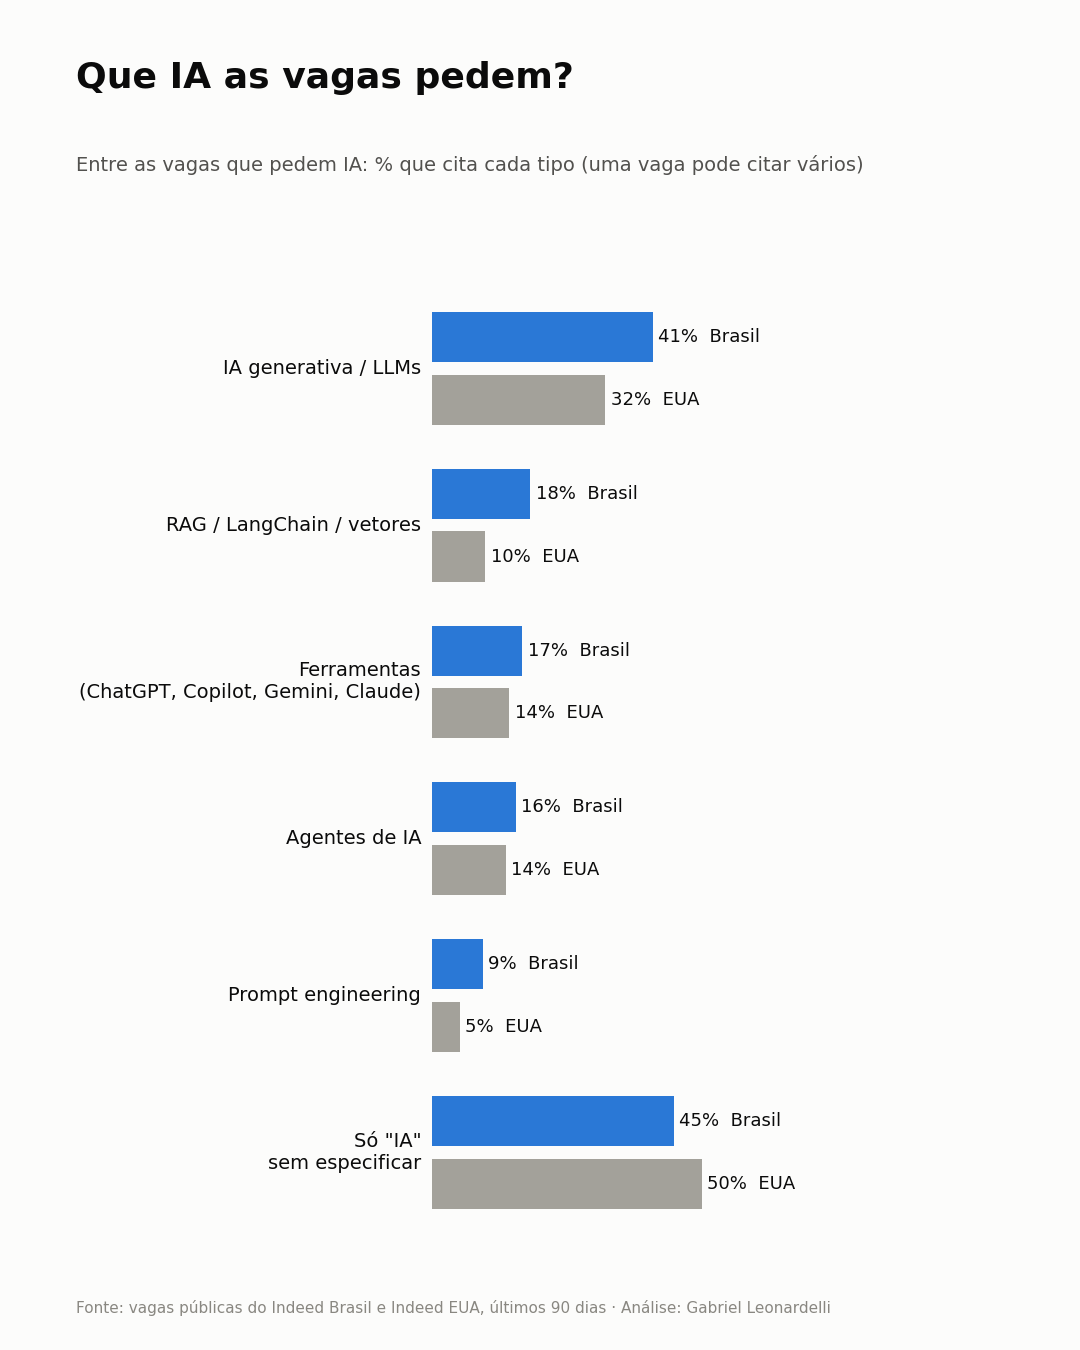 Que IA as vagas pedem?
Entre as vagas que pedem IA: % que cita cada tipo (uma vaga pode citar vários)
IA generativa / LLMs
41%  Brasil
32%  EUA
RAG / LangChain / vetores
18%  Brasil
10%  EUA
Ferramentas
(ChatGPT, Copilot, Gemini, Claude)
17%  Brasil
14%  EUA
Agentes de IA
16%  Brasil
14%  EUA
Prompt engineering
9%  Brasil
5%  EUA
Só "IA"
sem especificar
45%  Brasil
50%  EUA
Fonte: vagas públicas do Indeed Brasil e Indeed EUA, últimos 90 dias · Análise: Gabriel Leonardelli